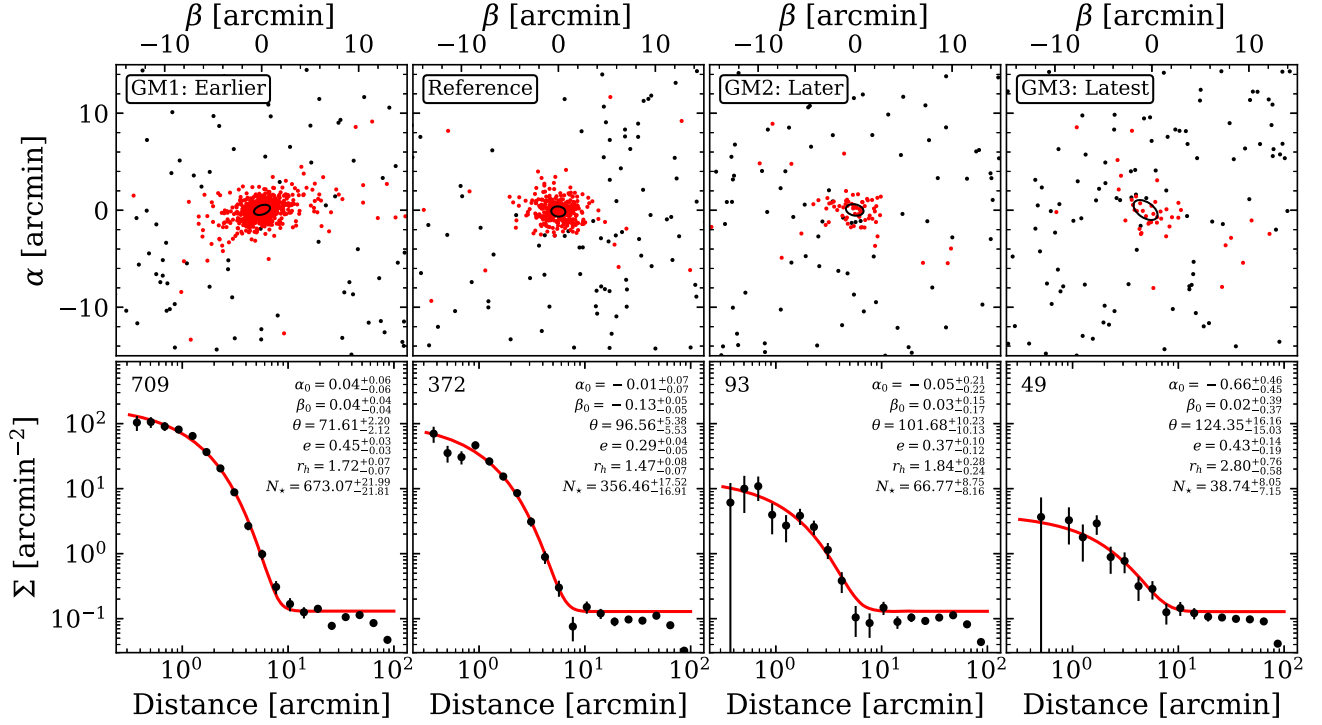 β [arcmin] β [arcmin] β [arcmin] β [arcmin]
−10 0 10 −10 0 10 −10 0 10 −10 0 10
GM1: Earlier Reference GM2: Later GM3: Latest
α [arcmin]
10
0
−10
709
α₀ = 0.04 +0.06 −0.06
β₀ = 0.04 +0.04 −0.04
θ = 71.61 +2.20 −2.12
e = 0.45 +0.03 −0.03
r_h = 1.72 +0.07 −0.07
N⋆ = 673.07 +21.99 −21.81
372
α₀ = −0.01 +0.07 −0.07
β₀ = −0.13 +0.05 −0.05
θ = 96.56 +5.38 −5.53
e = 0.29 +0.04 −0.05
r_h = 1.47 +0.08 −0.07
N⋆ = 356.46 +17.52 −16.91
93
α₀ = −0.05 +0.21 −0.22
β₀ = 0.03 +0.15 −0.17
θ = 101.68 +10.23 −10.13
e = 0.37 +0.10 −0.12
r_h = 1.84 +0.28 −0.24
N⋆ = 66.77 +8.75 −8.16
49
α₀ = −0.66 +0.46 −0.45
β₀ = 0.02 +0.39 −0.37
θ = 124.35 +16.16 −15.03
e = 0.43 +0.14 −0.19
r_h = 2.80 +0.76 −0.58
N⋆ = 38.74 +8.05 −7.15
Σ [arcmin⁻²]
10²
10¹
10⁰
10⁻¹
10⁰ 10¹ 10² 10⁰ 10¹ 10² 10⁰ 10¹ 10² 10⁰ 10¹ 10²
Distance [arcmin] Distance [arcmin] Distance [arcmin] Distance [arcmin]